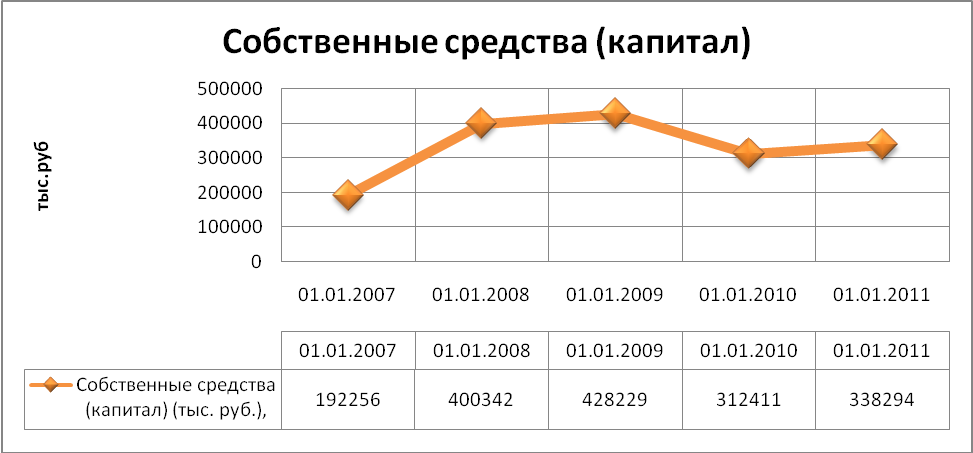 Собственные средства (капитал)
тыс.руб
500000
400000
300000
200000
100000
0
01.01.2007 01.01.2008 01.01.2009 01.01.2010 01.01.2011
01.01.2007 01.01.2008 01.01.2009 01.01.2010 01.01.2011
Собственные средства
(капитал) (тыс. руб.), 192256 400342 428229 312411 338294